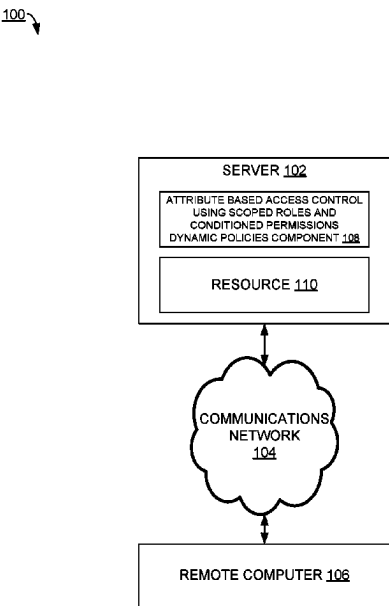 100
SERVER 102
ATTRIBUTE BASED ACCESS CONTROL
USING SCOPED ROLES AND
CONDITIONED PERMISSIONS
DYNAMIC POLICIES COMPONENT 108
RESOURCE 110
COMMUNICATIONS
NETWORK
104
REMOTE COMPUTER 106